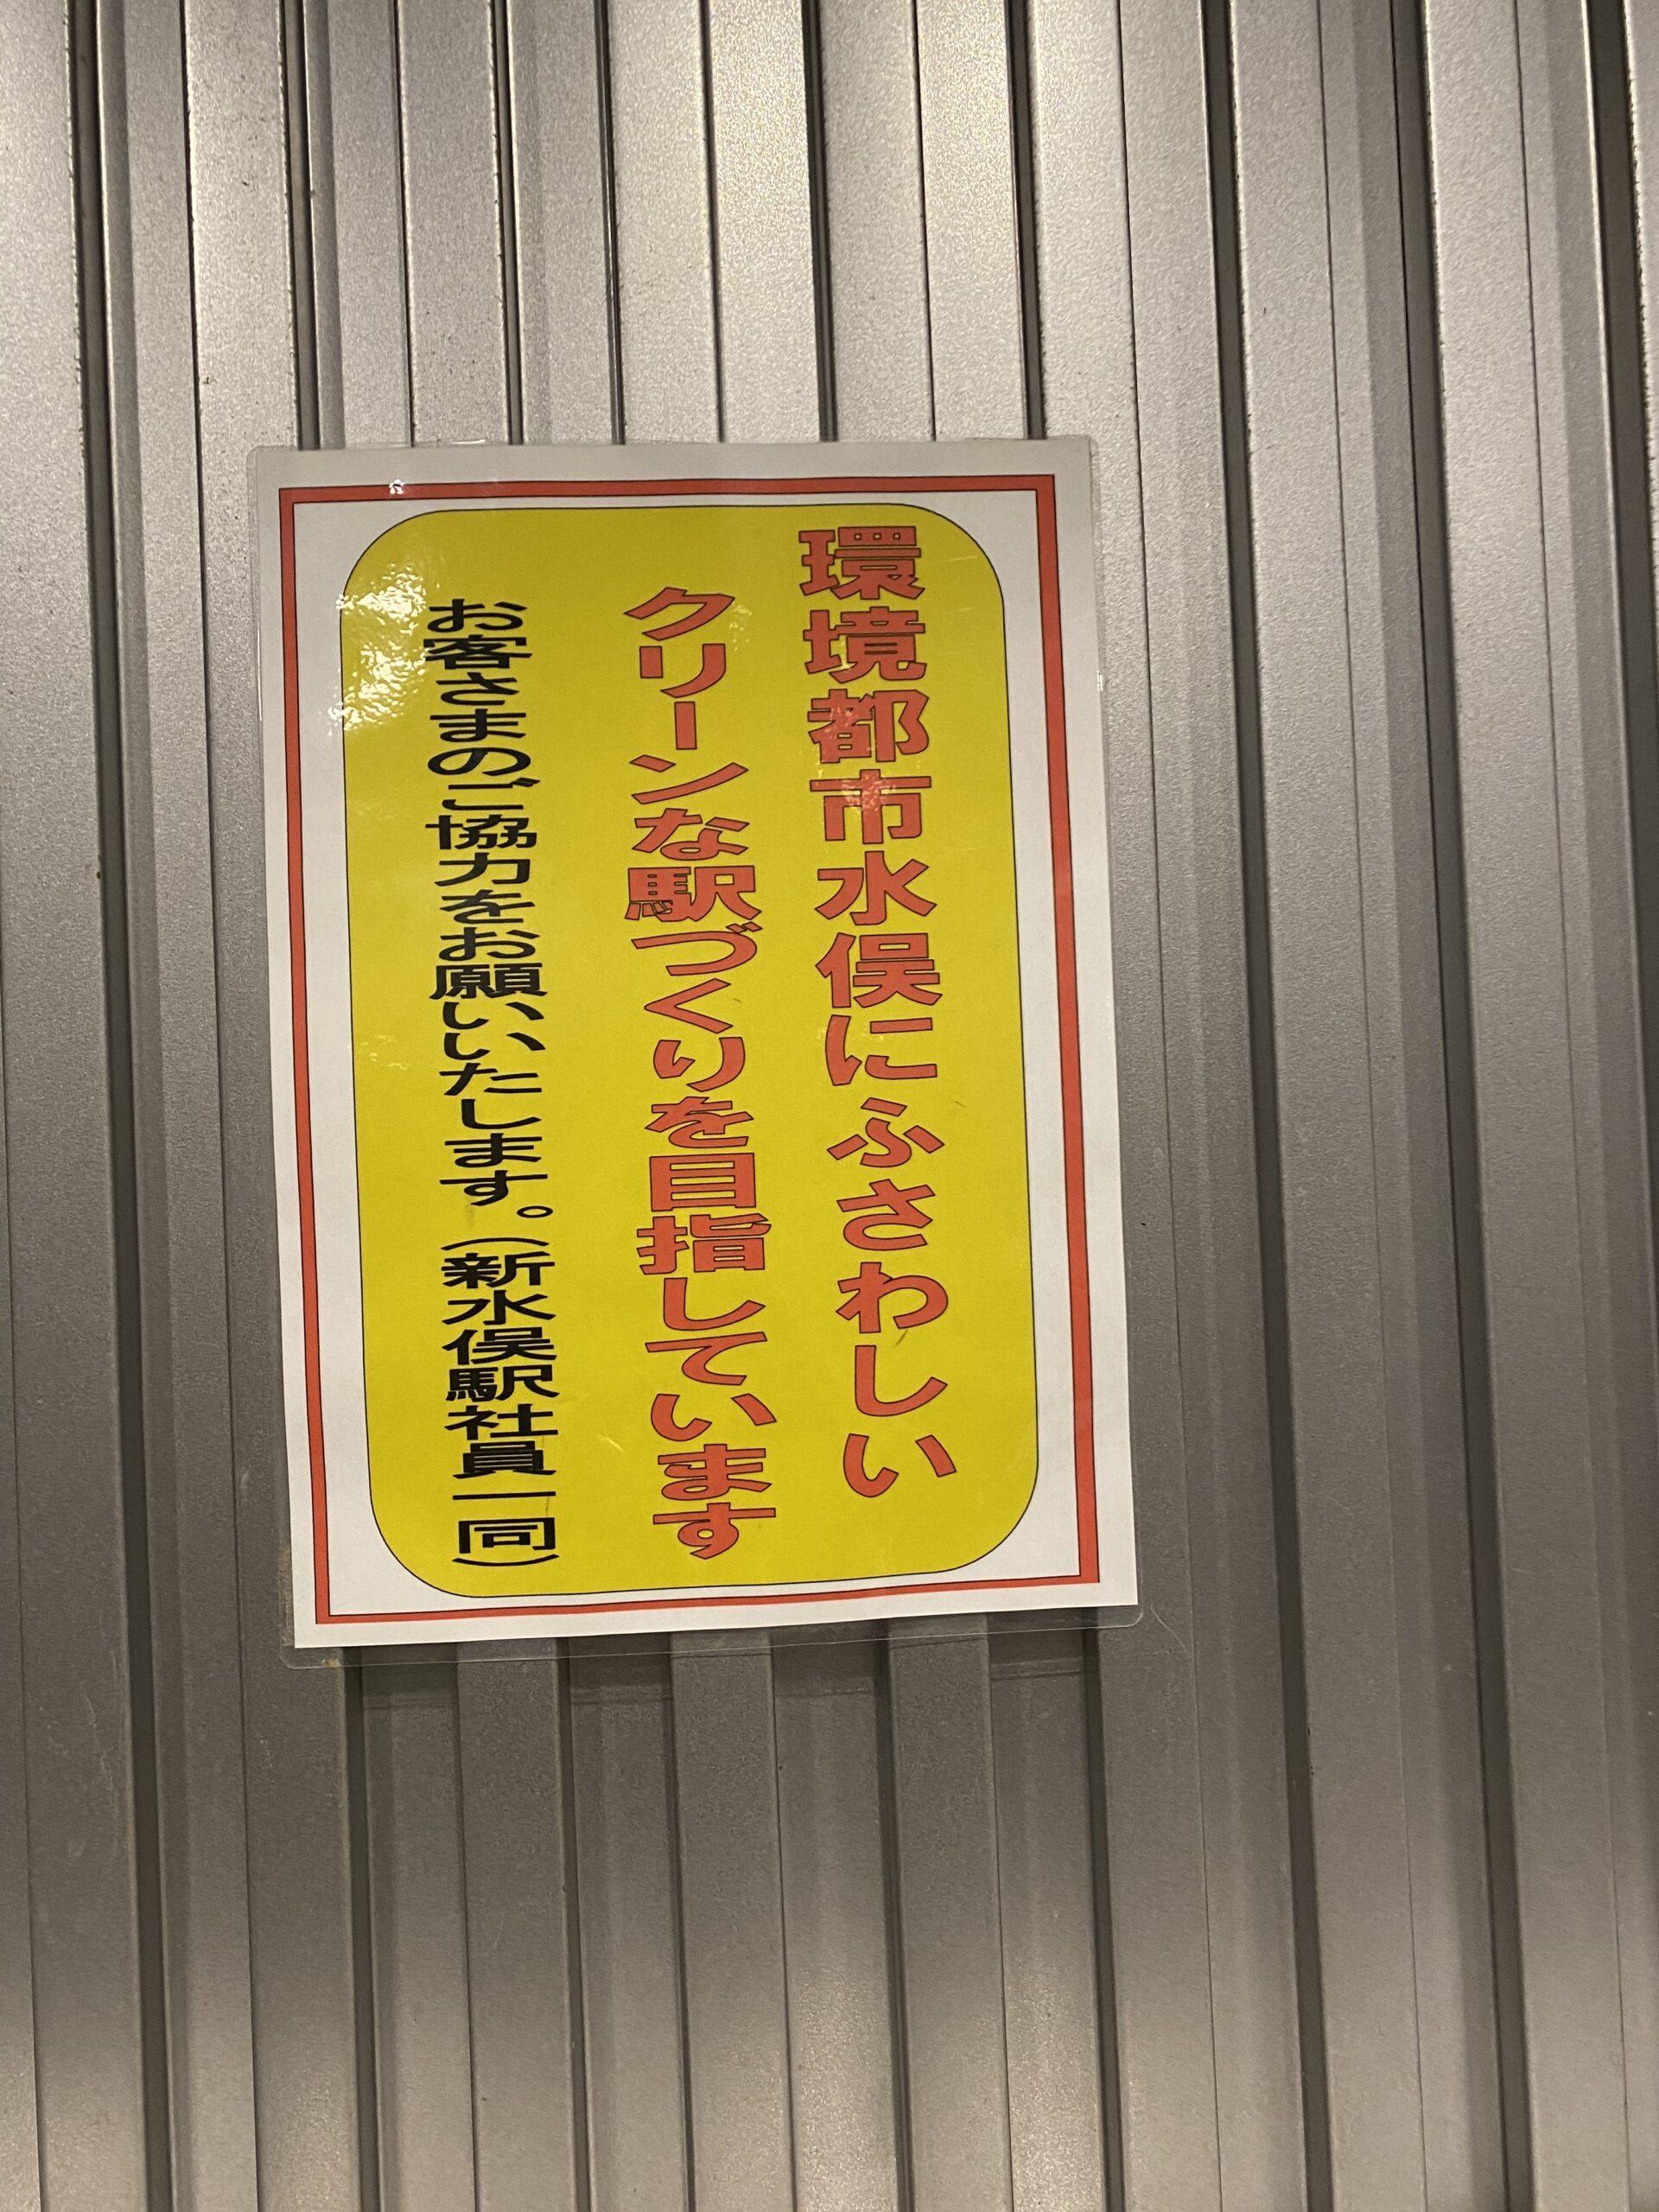 環境都市水俣にふさわしい
クリーンな駅づくりを目指しています
お客さまのご協力をお願いいたします。(新水俣駅社員一同)